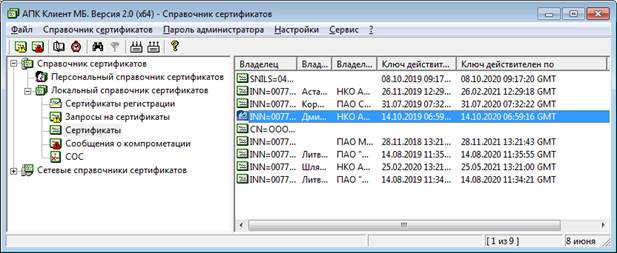 АПК Клиент МБ. Версия 2.0 (x64) - Справочник сертификатов
Файл Справочник сертификатов Пароль администратора Настройки Сервис ?
Справочник сертификатов
Персональный справочник сертификатов
Локальный справочник сертификатов
Сертификаты регистрации
Запросы на сертификаты
Сертификаты
Сообщения о компрометации
СОС
Сетевые справочники сертификатов
Владелец Влад... Владел... Ключ действит... Ключ действителен по
SNILS=04... 08.10.2019 09:17... 08.10.2020 09:17:20 GMT
INN=0077... Аста... НКО А... 26.11.2019 12:29... 26.02.2021 12:29:18 GMT
INN=0077... Кор... ПАО С... 31.07.2019 07:32... 31.10.2020 07:32:22 GMT
INN=0077... Дми... НКО А... 14.10.2019 06:59... 14.10.2020 06:59:16 GMT
CN=ООО...
INN=0077... ПАО М... 28.11.2018 13:21... 28.11.2021 13:21:43 GMT
INN=0077... Литв... ПАО "... 14.08.2019 11:35... 14.08.2020 11:35:55 GMT
INN=0077... Шля... НКО А... 25.02.2020 13:21... 25.05.2021 13:21:00 GMT
INN=0077... Литв... ПАО "... 14.08.2019 11:34... 14.08.2020 11:34:21 GMT
[ 1 из 9 ] 8 июня